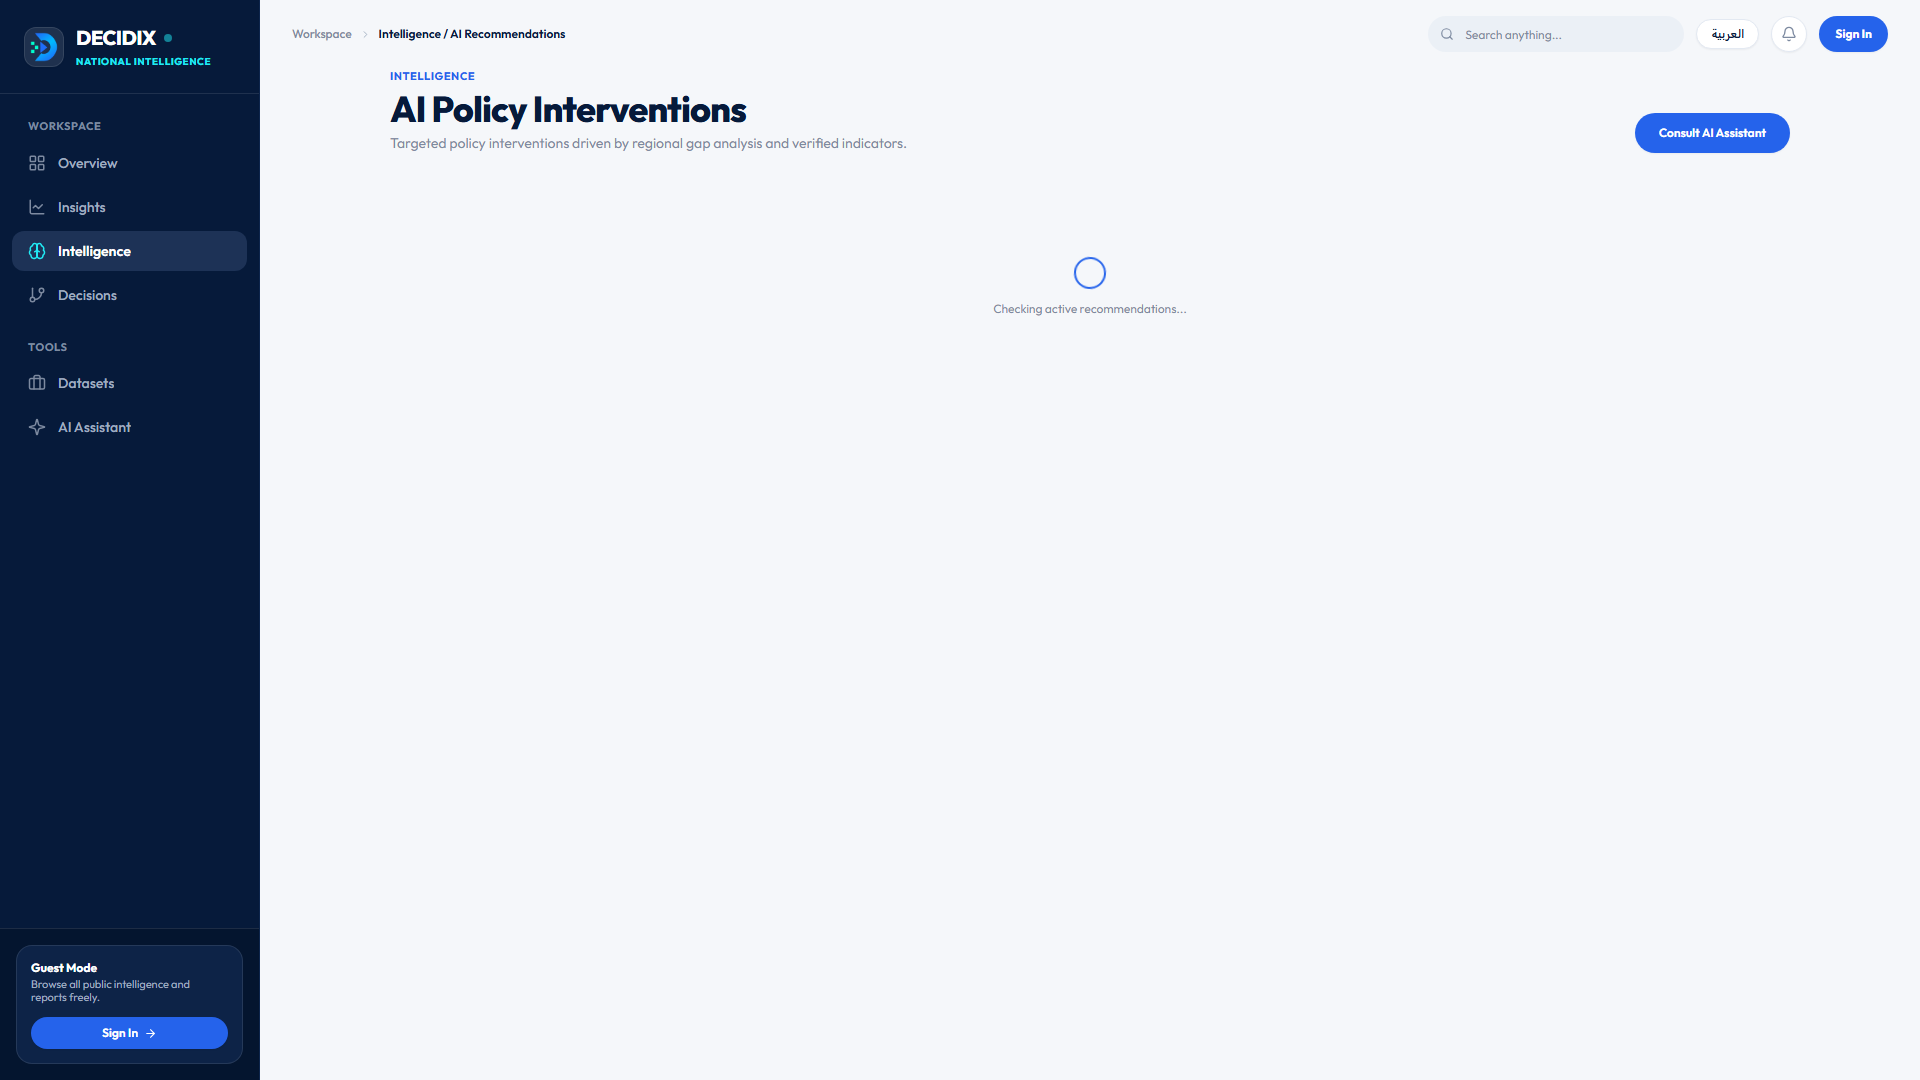 DECIDIX
NATIONAL INTELLIGENCE
WORKSPACE
Overview
Insights
Intelligence
Decisions
TOOLS
Datasets
AI Assistant
Guest Mode
Browse all public intelligence and
reports freely.
Sign In
Workspace
Intelligence / AI Recommendations
Search anything...
العربية
Sign In
INTELLIGENCE
AI Policy Interventions
Targeted policy interventions driven by regional gap analysis and verified indicators.
Consult AI Assistant
Checking active recommendations...